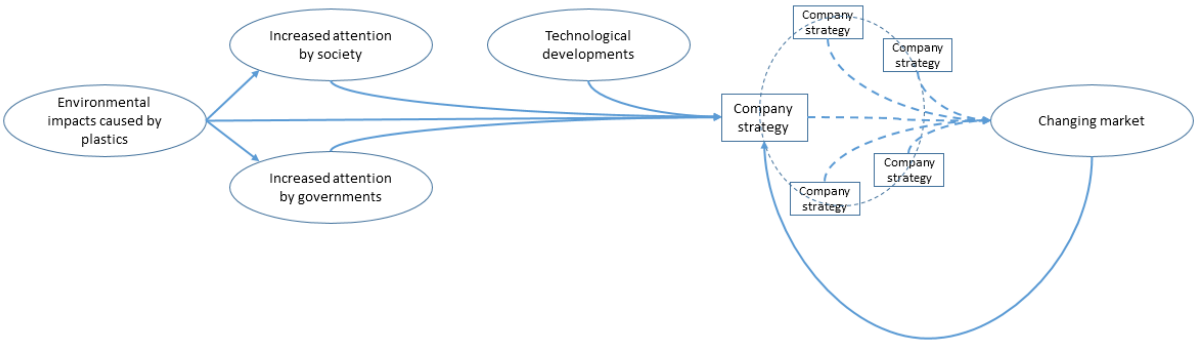 Increased attention
by society
Technological
developments
Company
strategy
Company
strategy
Environmental
impacts caused by
plastics
Company
strategy
Changing market
Increased attention
by governments
Company
strategy
Company
strategy